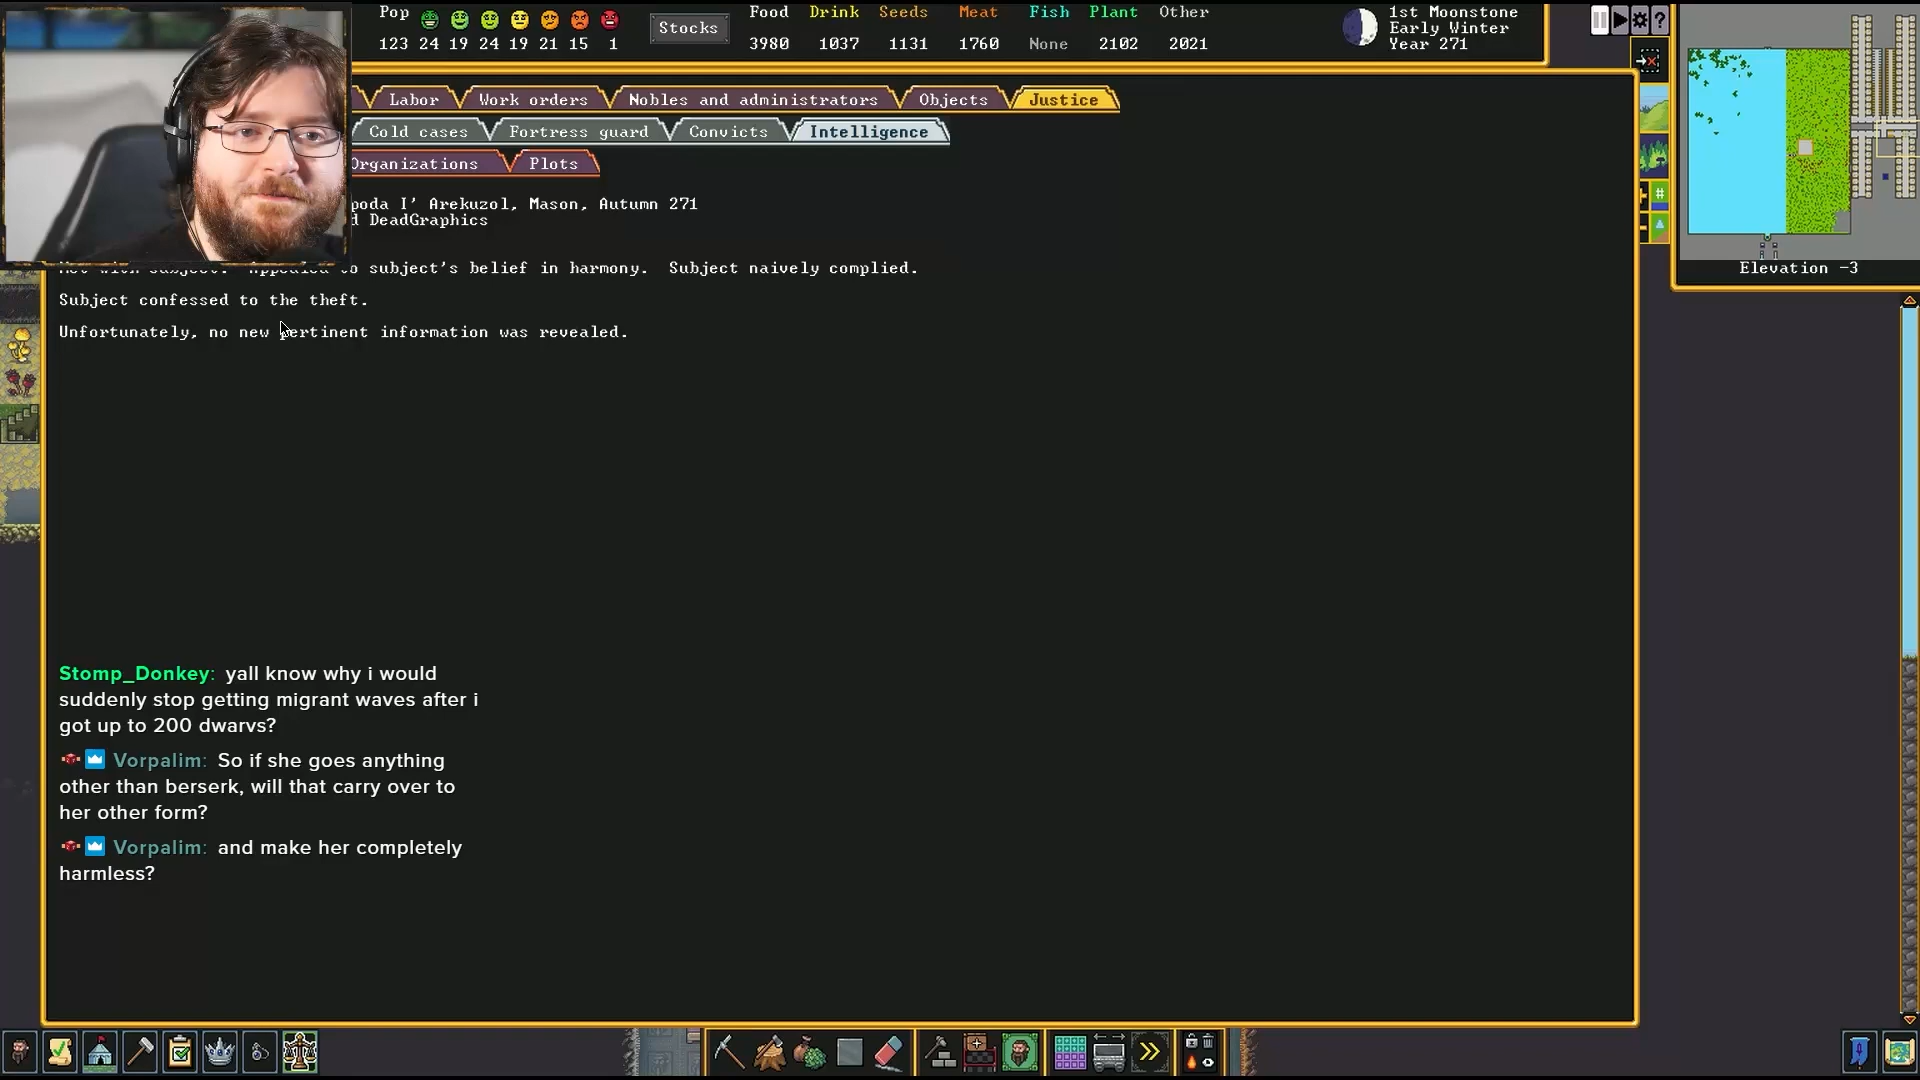 Pop
123 24 19 24 19 21 15 1
Stocks
Food Drink Seeds Meat Fish Plant Other
3980 1037 1131 1760 None 2102 2021
1st Moonstone
Early Winter
Year 271
Labor Work orders Nobles and administrators Objects Justice
Cold cases Fortress guard Convicts Intelligence
Organizations Plots
Elevation -3
poda I' Arekuzol, Mason, Autumn 271
d DeadGraphics
Met with subject. Appealed to subject's belief in harmony. Subject naively complied.
Subject confessed to the theft.
Unfortunately, no new pertinent information was revealed.
Stomp_Donkey: yall know why i would
suddenly stop getting migrant waves after i
got up to 200 dwarvs?
Vorpalim: So if she goes anything
other than berserk, will that carry over to
her other form?
Vorpalim: and make her completely
harmless?